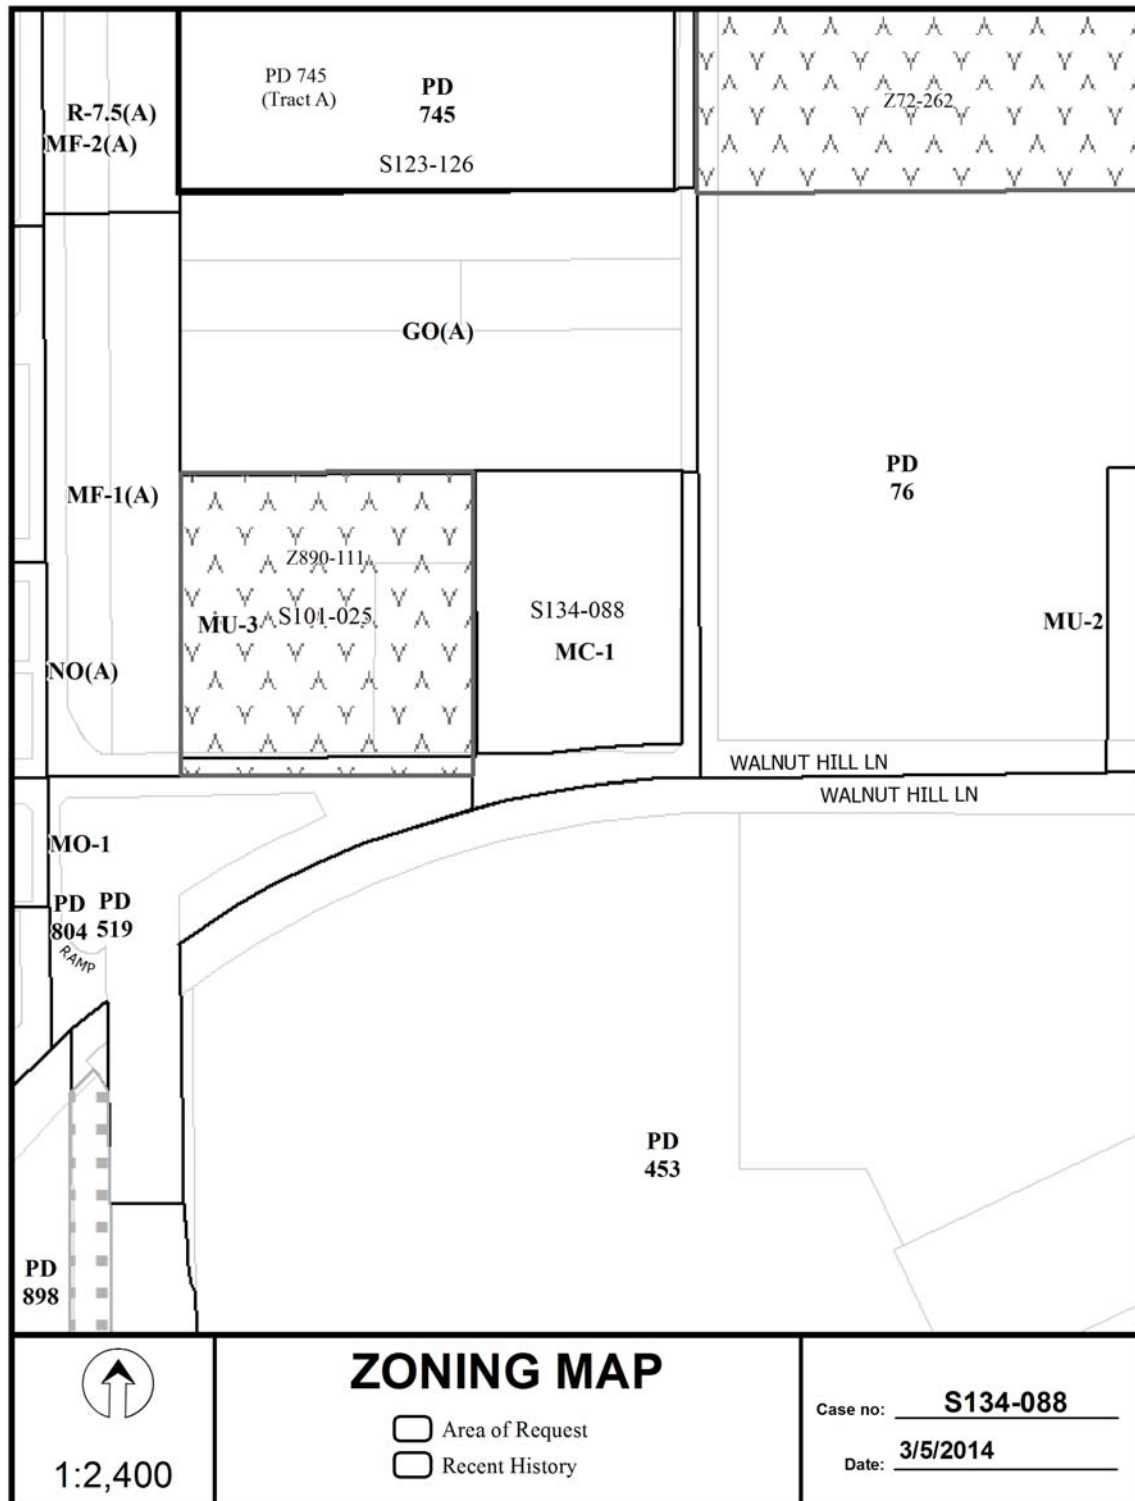 PD 745
(Tract A)
PD
745
S123-126
Z72-262
R-7.5(A)
MF-2(A)
GO(A)
PD
76
MF-1(A)
Z890-111
MU-3
S101-025
S134-088
MC-1
MU-2
NO(A)
WALNUT HILL LN
WALNUT HILL LN
MO-1
PD
804
PD
519
RAMP
PD
453
PD
898
1:2,400
ZONING MAP
Area of Request
Recent History
Case no: S134-088
Date: 3/5/2014